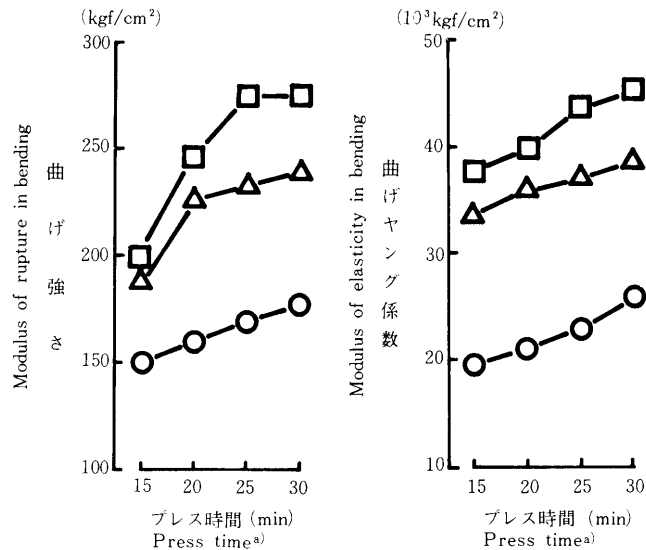 (kgf/cm²)
300
250
200
150
100
Modulus of rupture in bending
曲げ強さ
15 20 25 30
プレス時間 (min)
Press timeᵃ⁾
(10³kgf/cm²)
50
40
30
20
10
Modulus of elasticity in bending
曲げヤング係数
15 20 25 30
プレス時間 (min)
Press timeᵃ⁾